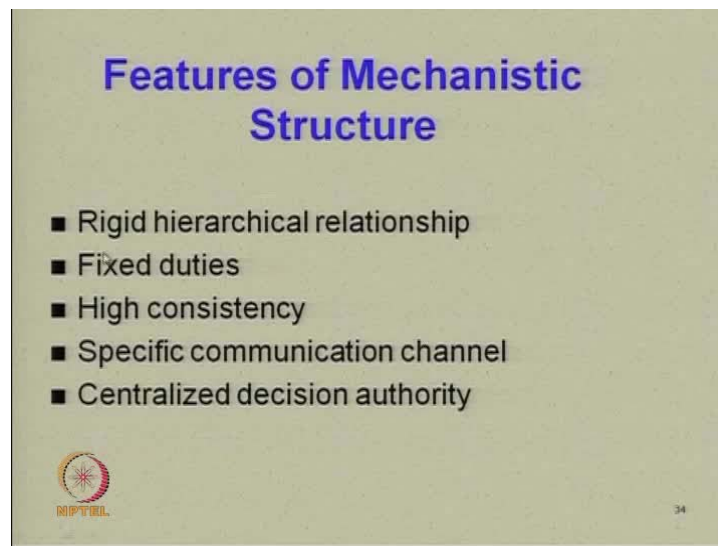 Features of Mechanistic
Structure
Rigid hierarchical relationship
Fixed duties
High consistency
Specific communication channel
Centralized decision authority
NPTEL
34